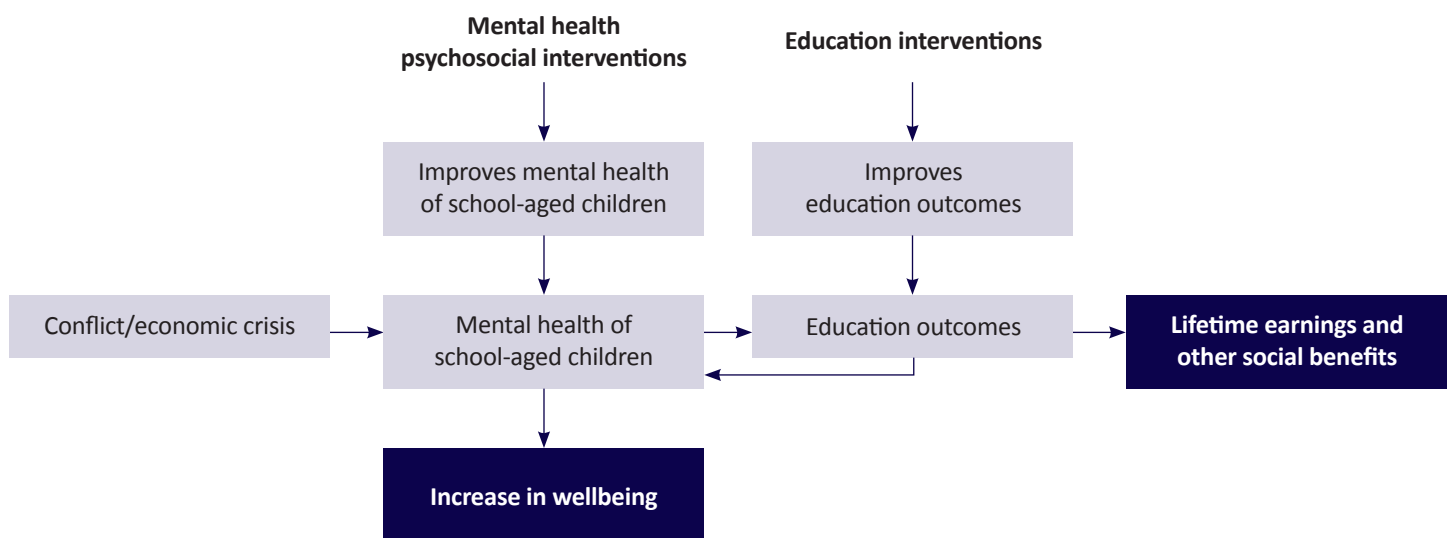 Mental health
psychosocial interventions
Education interventions
Improves mental health
of school-aged children
Improves
education outcomes
Conflict/economic crisis
Mental health of
school-aged children
Education outcomes
Lifetime earnings and
other social benefits
Increase in wellbeing